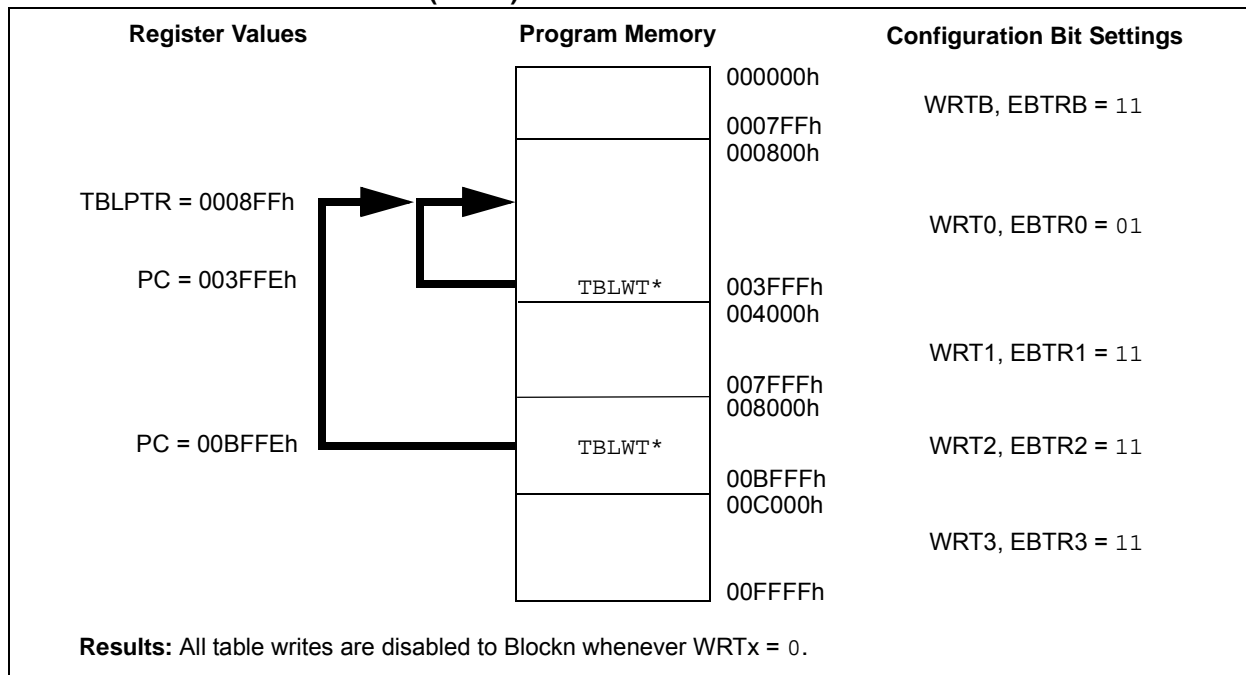 Register Values Program Memory Configuration Bit Settings
000000h
WRTB, EBTRB = 11
0007FFh
000800h
TBLPTR = 0008FFh
WRT0, EBTR0 = 01
PC = 003FFEh TBLWT* 003FFFh
004000h
WRT1, EBTR1 = 11
007FFFh
008000h
PC = 00BFFEh TBLWT* WRT2, EBTR2 = 11
00BFFFh
00C000h
WRT3, EBTR3 = 11
00FFFFh
Results: All table writes are disabled to Blockn whenever WRTx = 0.